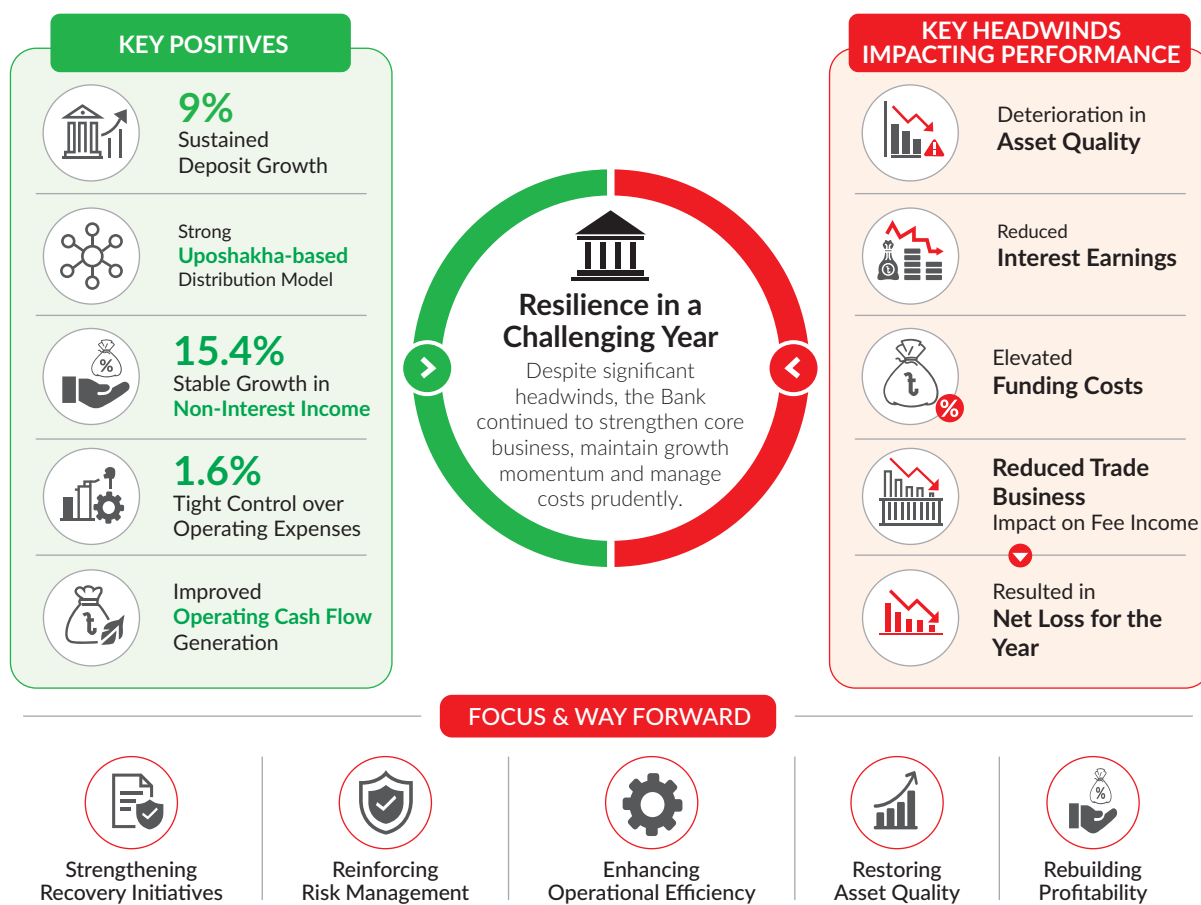 KEY POSITIVES
9%
Sustained
Deposit Growth
Strong
Uposhakha-based
Distribution Model
%
15.4%
Stable Growth in
Non-Interest Income
1.6%
Tight Control over
Operating Expenses
৳
Improved
Operating Cash Flow
Generation
Resilience in a
Challenging Year
Despite significant
headwinds, the Bank
continued to strengthen core
business, maintain growth
momentum and manage
costs prudently.
KEY HEADWINDS
IMPACTING PERFORMANCE
Deterioration in
Asset Quality
৳
Reduced
Interest Earnings
৳
%
Elevated
Funding Costs
Reduced Trade
Business
Impact on Fee Income
Resulted in
Net Loss for the
Year
FOCUS & WAY FORWARD
Strengthening
Recovery Initiatives
Reinforcing
Risk Management
Enhancing
Operational Efficiency
Restoring
Asset Quality
%
Rebuilding
Profitability